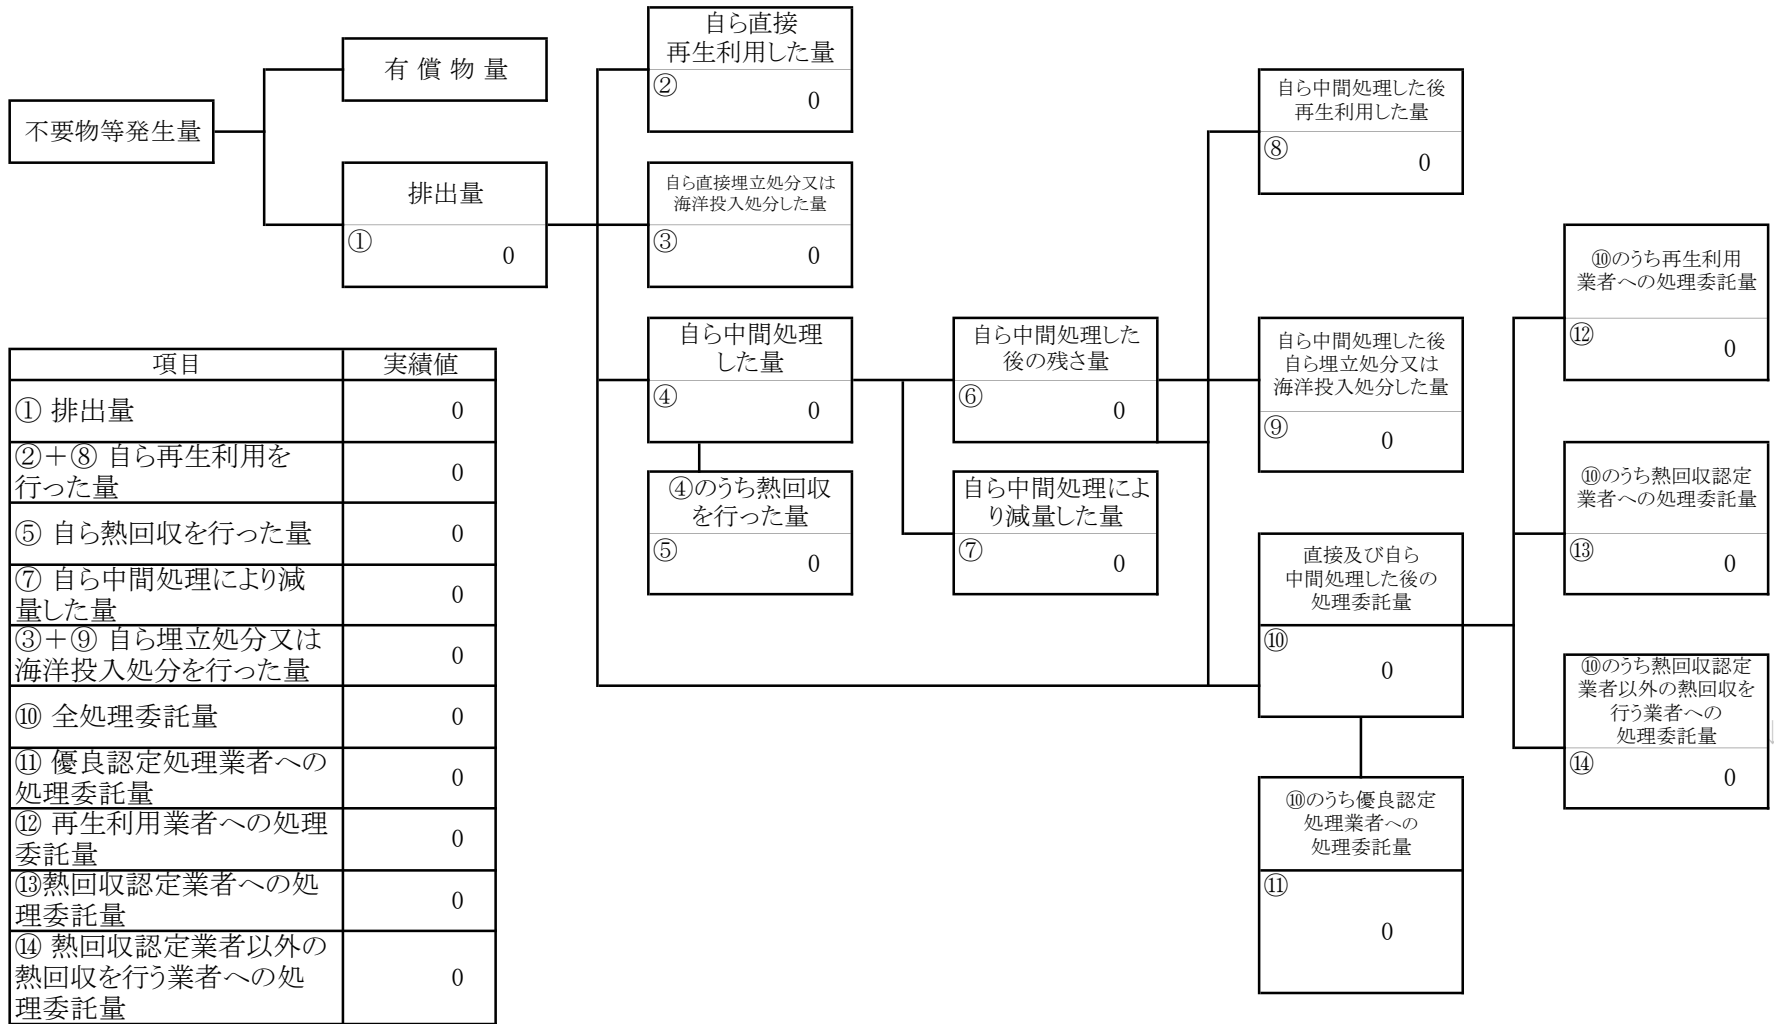 不要物等発生量
有 償 物 量
排出量
①
0
自ら直接
再生利用した量
②
0
自ら直接埋立処分又は
海洋投入処分した量
③
0
自ら中間処理
した量
④
0
④のうち熱回収
を行った量
⑤
0
自ら中間処理した
後の残さ量
⑥
0
自ら中間処理によ
り減量した量
⑦
0
自ら中間処理した後
再生利用した量
⑧
0
自ら中間処理した後
自ら埋立処分又は
海洋投入処分した量
⑨
0
直接及び自ら
中間処理した後の
処理委託量
⑩
0
⑩のうち優良認定
処理業者への
処理委託量
⑪
0
⑩のうち再生利用
業者への処理委託量
⑫
0
⑩のうち熱回収認定
業者への処理委託量
⑬
0
⑩のうち熱回収認定
業者以外の熱回収を
行う業者への
処理委託量
⑭
0
項目 実績値
① 排出量 0
②＋⑧ 自ら再生利用を
行った量 0
⑤ 自ら熱回収を行った量 0
⑦ 自ら中間処理により減
量した量 0
③＋⑨ 自ら埋立処分又は
海洋投入処分を行った量 0
⑩ 全処理委託量 0
⑪ 優良認定処理業者への
処理委託量 0
⑫ 再生利用業者への処理
委託量 0
⑬熱回収認定業者への処
理委託量 0
⑭ 熱回収認定業者以外の
熱回収を行う業者への処
理委託量 0